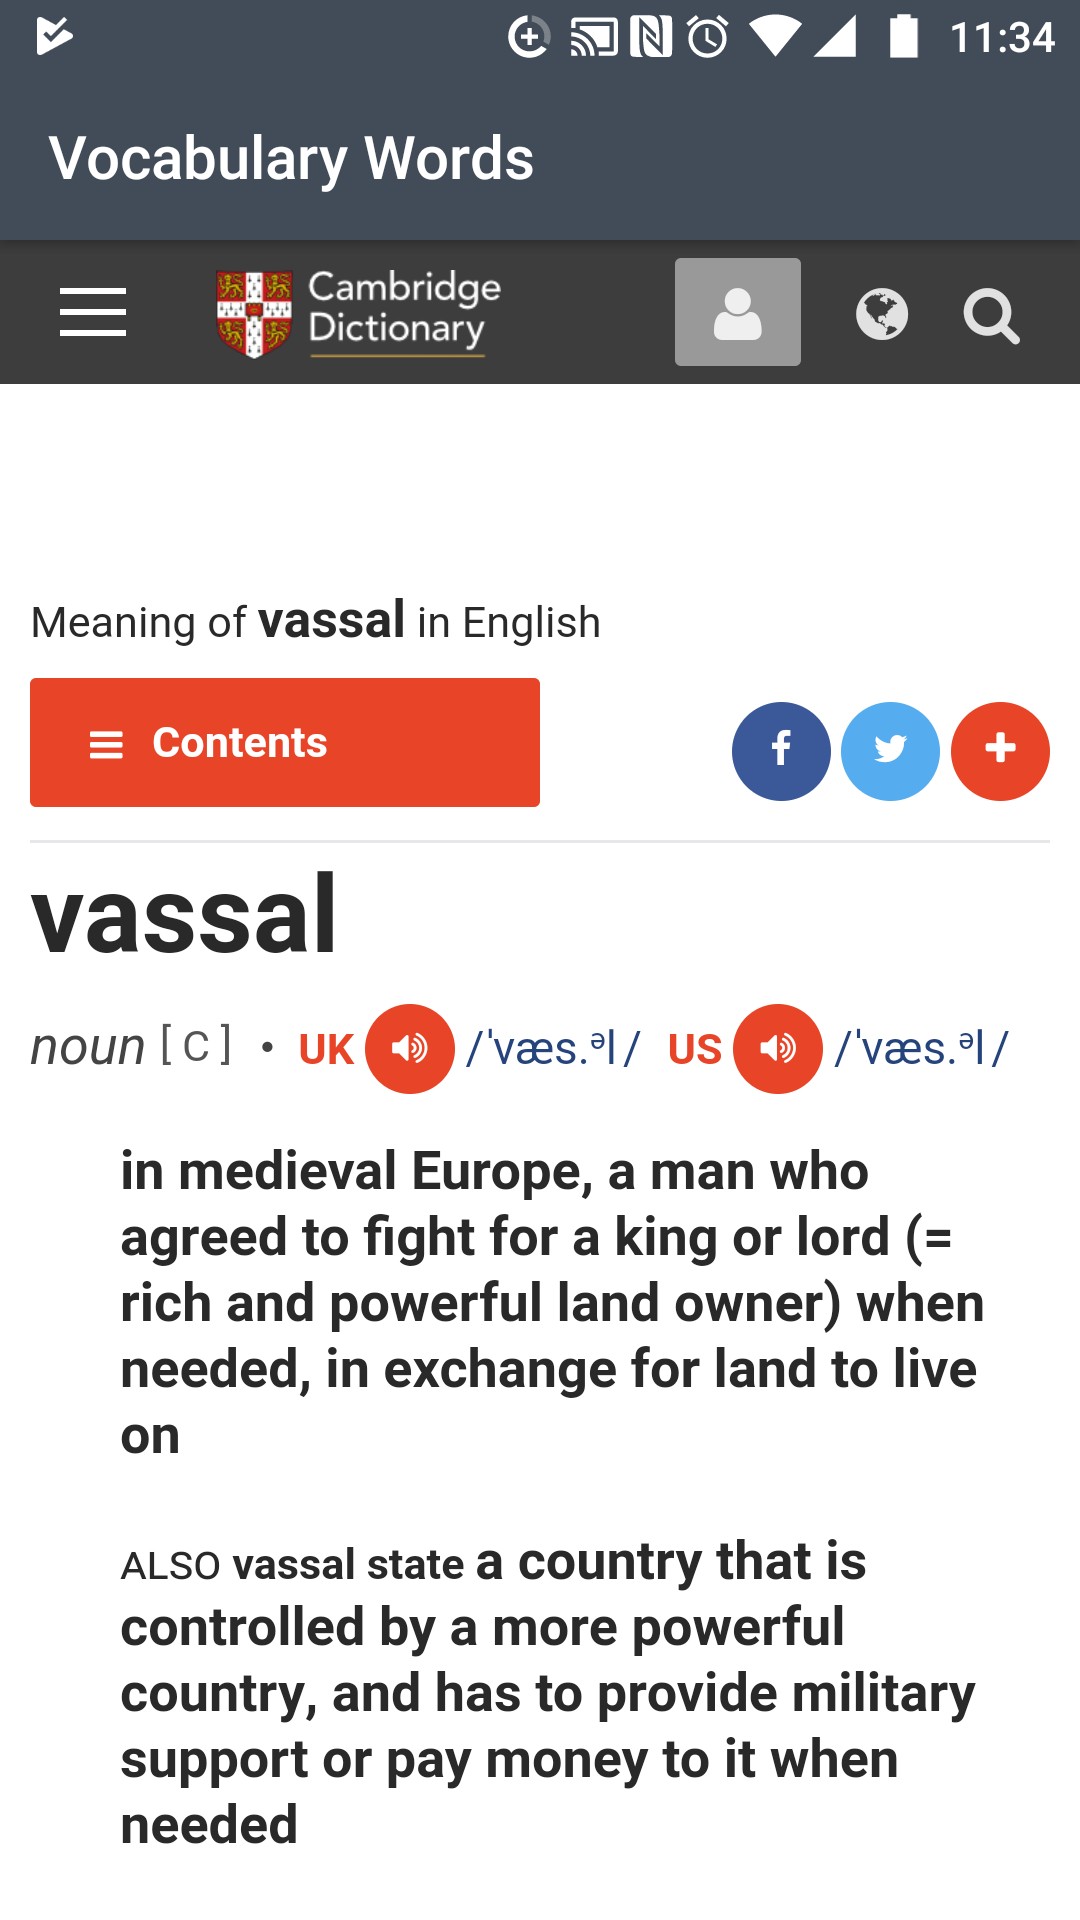 11:34
Vocabulary Words
Cambridge
Dictionary
Meaning of vassal in English
Contents
vassal
noun [ C ] • UK /ˈvæs.ᵊl/ US /ˈvæs.ᵊl/
in medieval Europe, a man who
agreed to fight for a king or lord (=
rich and powerful land owner) when
needed, in exchange for land to live
on
ALSO vassal state a country that is
controlled by a more powerful
country, and has to provide military
support or pay money to it when
needed